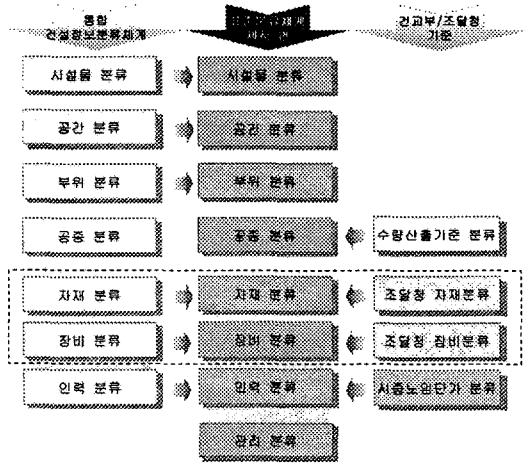 통합
건설정보분류체계
건교부/조달청
기준
시설물 분류
시설물 분류
공간 분류
공간 분류
부위 분류
부위 분류
공종 분류
공종 분류
수량산출기준 분류
자재 분류
자재 분류
조달청 자재분류
장비 분류
장비 분류
조달청 장비분류
인력 분류
인력 분류
시중노임단가 분류
관리 분류